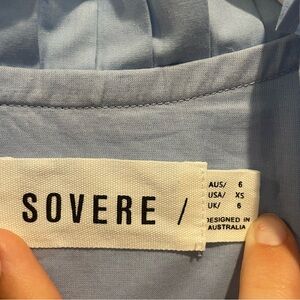 SOVERE /
AUS/ 6
USA/ XS
UK/ 6
DESIGNED IN
AUSTRALIA